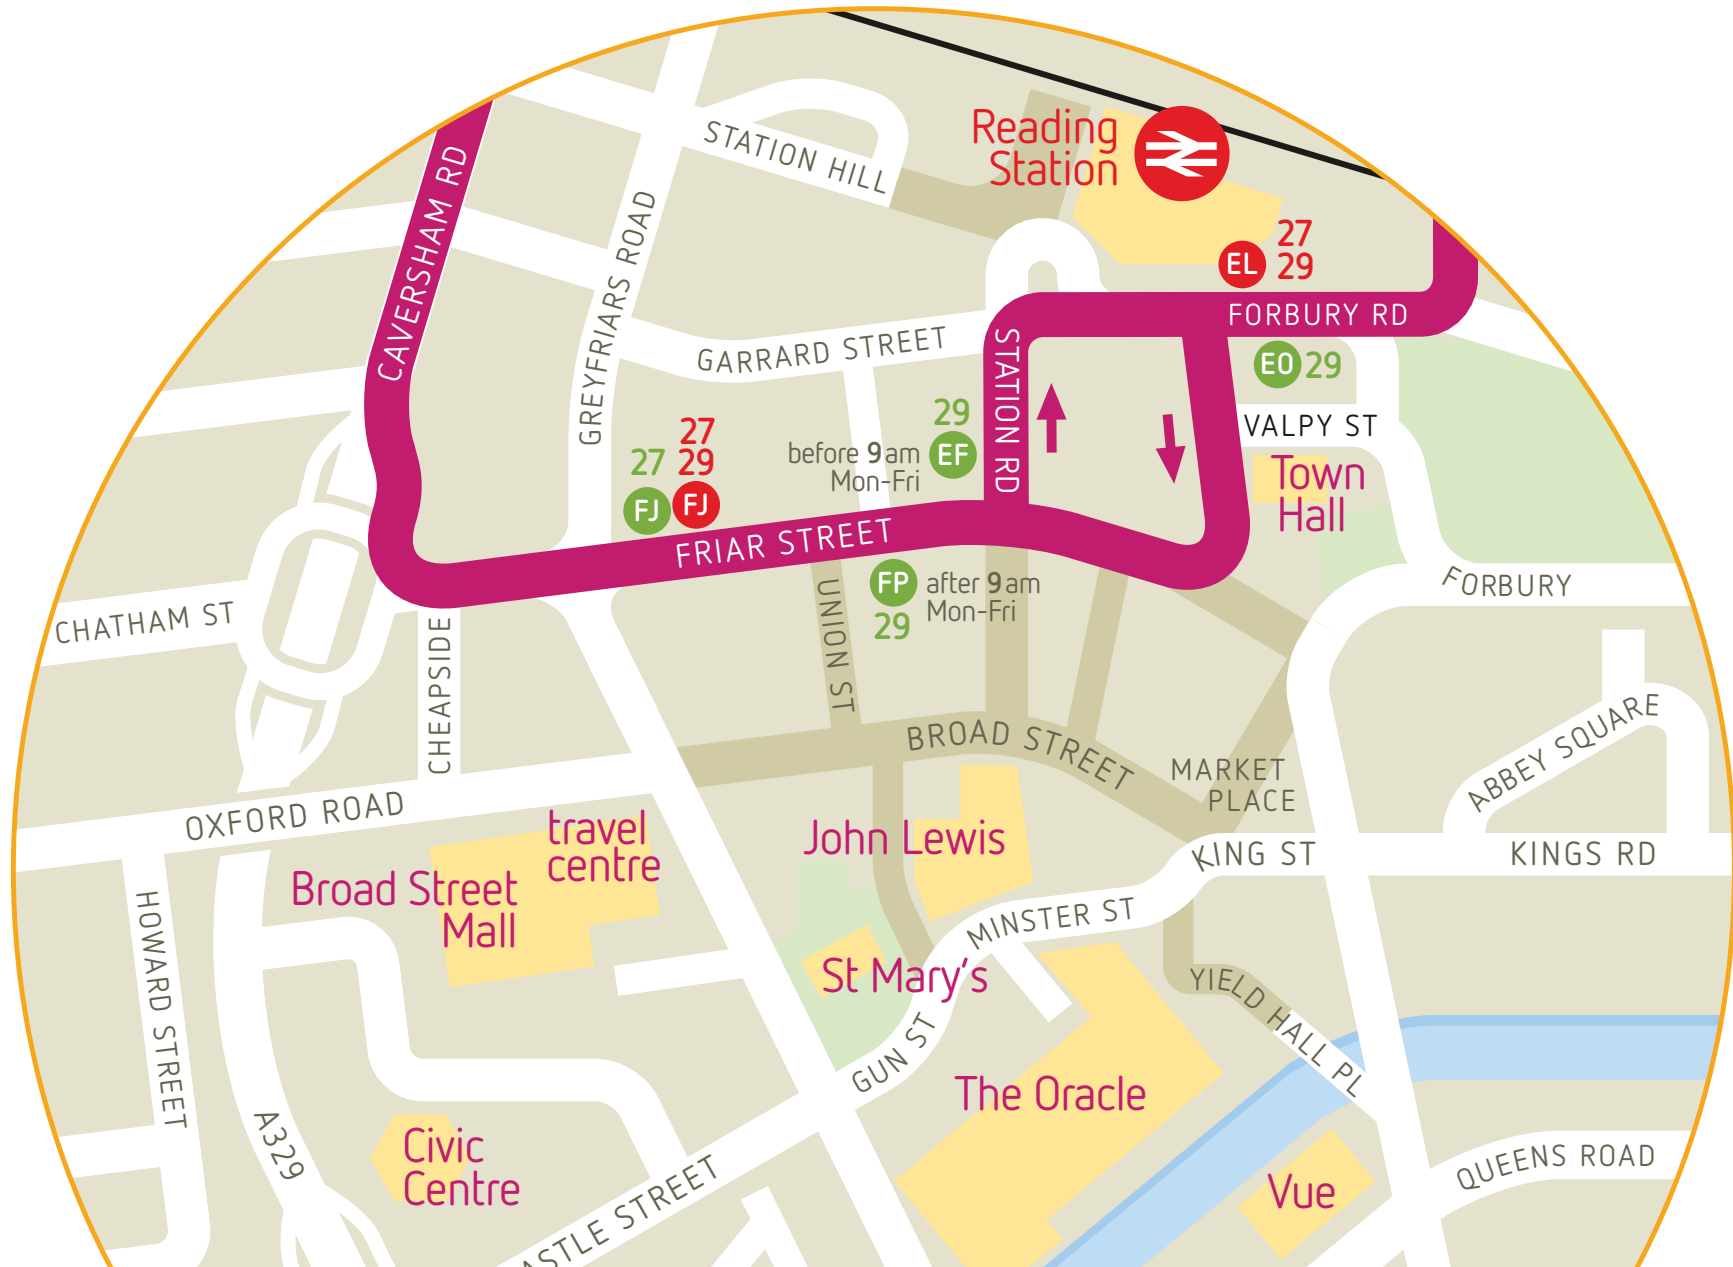 Reading
Station
STATION HILL
CAVERSHAM RD
GREYFRIARS ROAD
27
29
EL
FORBURY RD
GARRARD STREET
STATION RD
EO 29
VALPY ST
29
before 9am
Mon-Fri
EF
27
27 29
FJ FJ
Town
Hall
FRIAR STREET
FP after 9am
Mon-Fri
29
FORBURY
CHATHAM ST
CHEAPSIDE
UNION ST
BROAD STREET
MARKET
PLACE
ABBEY SQUARE
OXFORD ROAD
travel
centre
John Lewis
KING ST
KINGS RD
Broad Street
Mall
MINSTER ST
HOWARD STREET
St Mary's
YIELD HALL PL
GUN ST
The Oracle
A329
Civic
Centre
QUEENS ROAD
Vue
ASTLE STREET